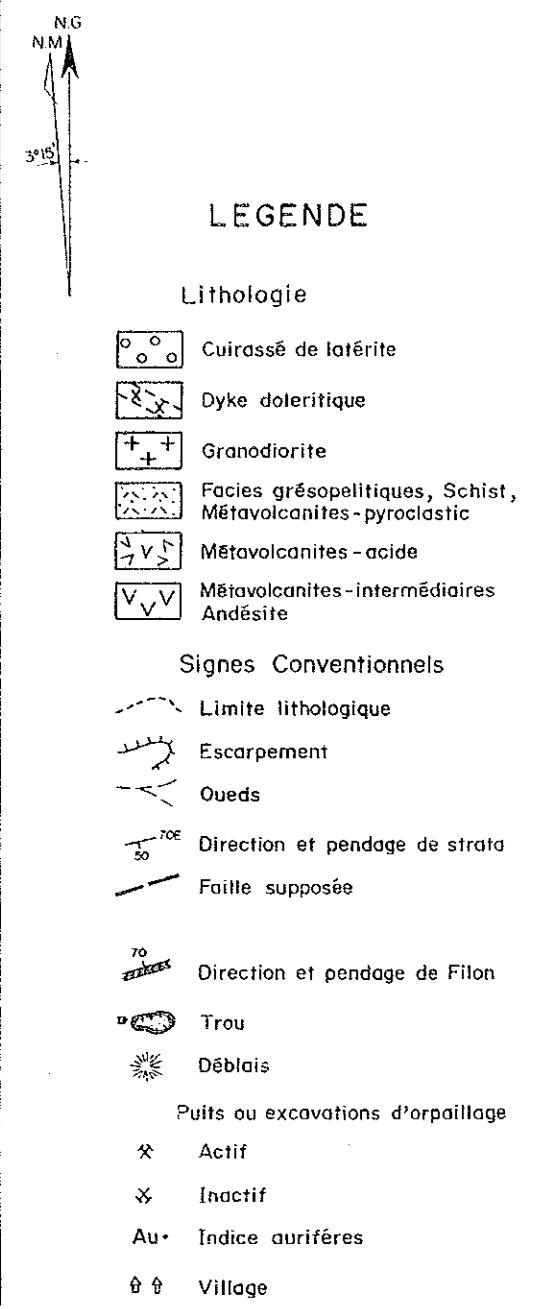 N.G
N.M
3°15'
LEGENDE
Lithologie
Cuirassé de latérite
Dyke doleritique
Granodiorite
Facies grésopelitiques, Schist,
Métavolcanites-pyroclastic
Métavolcanites-acide
Métavolcanites-intermédiaires
Andésite
Signes Conventionnels
Limite lithologique
Escarpement
Oueds
70E
50
Direction et pendage de strata
Faille supposée
70
Direction et pendage de Filon
Trou
Déblais
Puits ou excavations d'orpaillage
Actif
Inactif
Au• Indice auriféres
Village